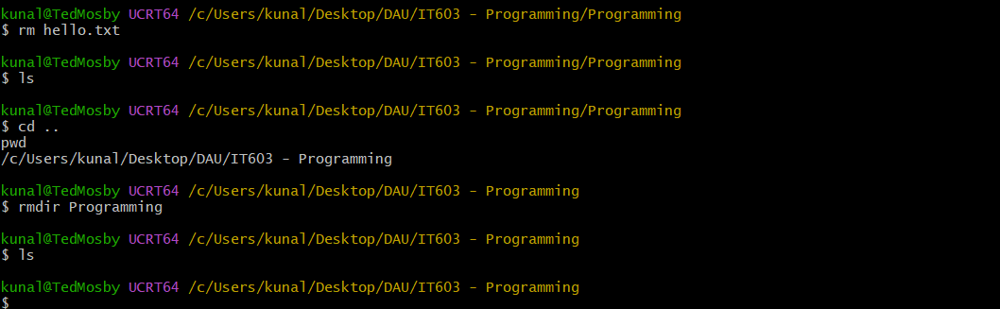 kunal@TedMosby UCRT64 /c/Users/kunal/Desktop/DAU/IT603 - Programming/Programming
$ rm hello.txt
kunal@TedMosby UCRT64 /c/Users/kunal/Desktop/DAU/IT603 - Programming/Programming
$ ls
kunal@TedMosby UCRT64 /c/Users/kunal/Desktop/DAU/IT603 - Programming/Programming
$ cd ..
pwd
/c/Users/kunal/Desktop/DAU/IT603 - Programming
kunal@TedMosby UCRT64 /c/Users/kunal/Desktop/DAU/IT603 - Programming
$ rmdir Programming
kunal@TedMosby UCRT64 /c/Users/kunal/Desktop/DAU/IT603 - Programming
$ ls
kunal@TedMosby UCRT64 /c/Users/kunal/Desktop/DAU/IT603 - Programming
$